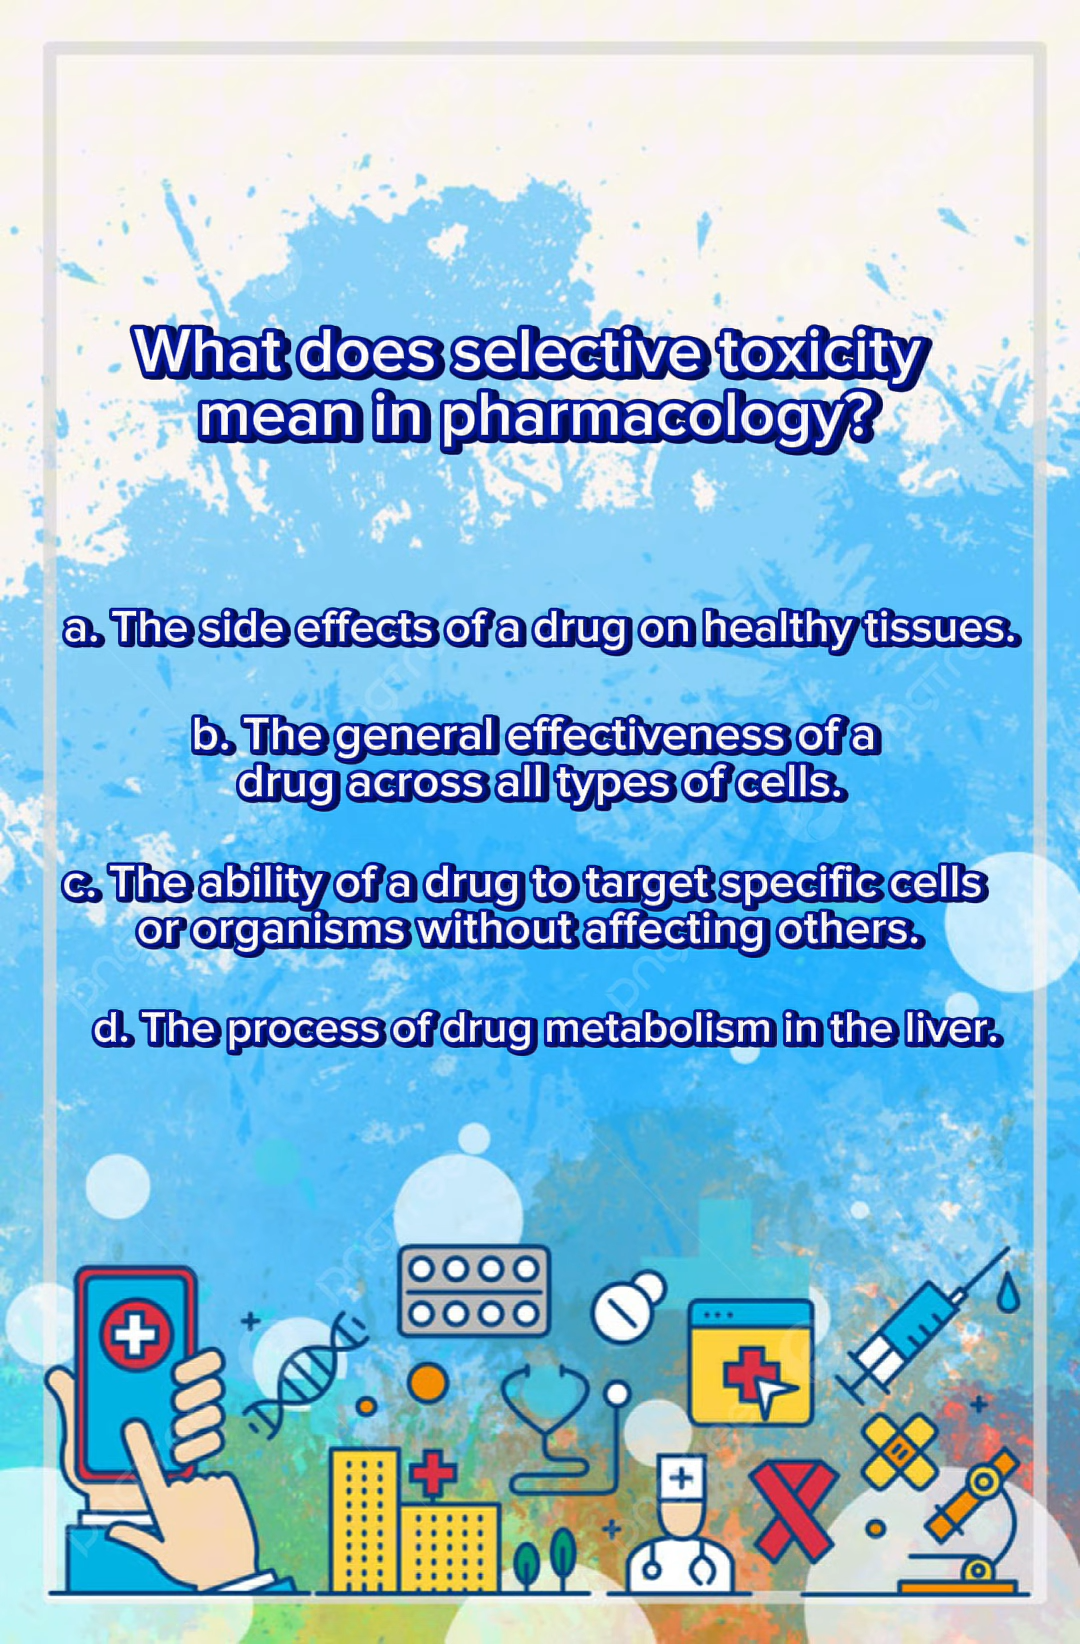 What does selective toxicity
mean in pharmacology?
a. The side effects of a drug on healthy tissues.
b. The general effectiveness of a
drug across all types of cells.
c. The ability of a drug to target specific cells
or organisms without affecting others.
d. The process of drug metabolism in the liver.